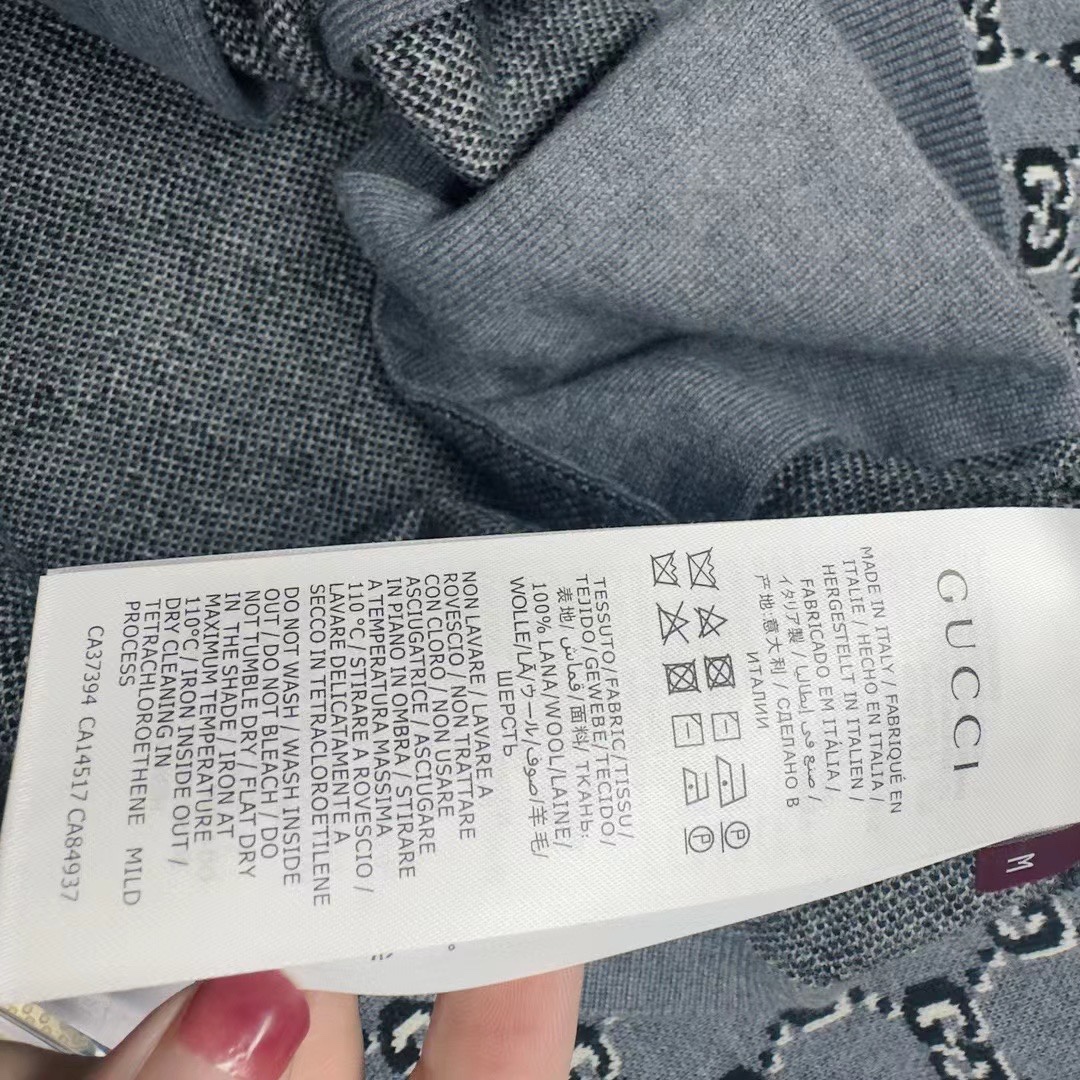 GUCCI
MADE IN ITALY / FABRIQUÉ EN
ITALIE / HECHO EN ITALIA /
HERGESTELLT IN ITALIEN /
FABRICADO EM ITÁLIA /
イタリア製 / صنع في إيطاليا /
产地:意大利 / СДЕЛАНО В
ИТАЛИИ
P P
TESSUTO/FABRIC/TISSU/
TEJIDO/GEWEBE/TECIDO/
表地/ قماش/ 面料/ ТКАНЬ:
100% LANA/WOOL/LAINE/
WOLLE/LÃ/ウール/صوف/羊毛/
ШЕРСТЬ
NON LAVARE / LAVARE A
ROVESCIO / NON TRATTARE
CON CLORO / NON USARE
ASCIUGATRICE / ASCIUGARE
IN PIANO IN OMBRA / STIRARE
A TEMPERATURA MASSIMA
110 °C / STIRARE A ROVESCIO /
LAVARE DELICATAMENTE A
SECCO IN TETRACLOROETILENE
DO NOT WASH / WASH INSIDE
OUT / DO NOT BLEACH / DO
NOT TUMBLE DRY / FLAT DRY
IN THE SHADE / IRON AT
MAXIMUM TEMPERATURE
110°C / IRON INSIDE OUT /
DRY CLEANING IN
TETRACHLOROETHENE MILD
PROCESS
CA37394 CA14517 CA84937
M